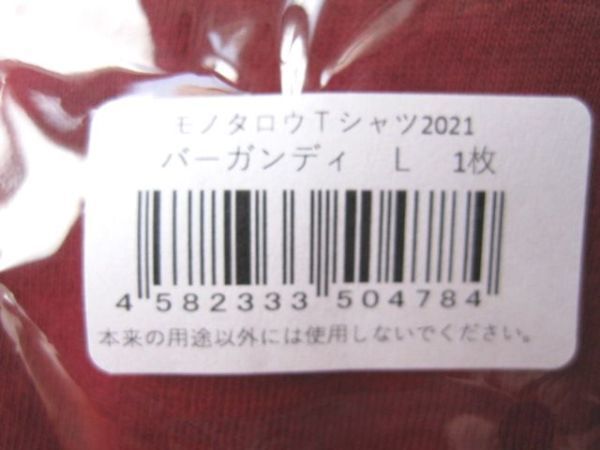 モノタロウＴシャツ2021
バーガンディ　L　1枚
4 582333 504784
本来の用途以外には使用しないでください。